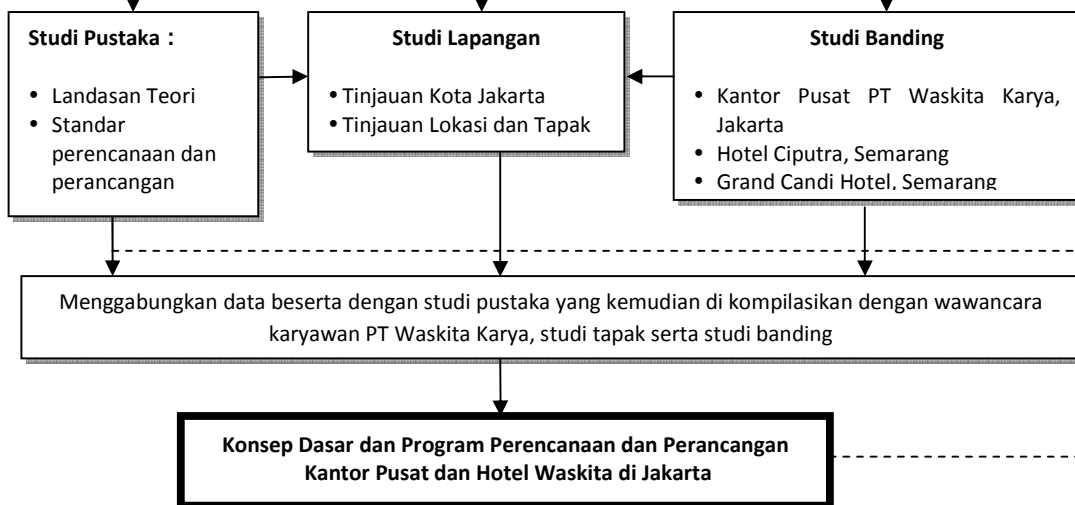 Studi Pustaka :
• Landasan Teori
• Standar
perencanaan dan
perancangan
Studi Lapangan
• Tinjauan Kota Jakarta
• Tinjauan Lokasi dan Tapak
Studi Banding
• Kantor Pusat PT Waskita Karya,
Jakarta
• Hotel Ciputra, Semarang
• Grand Candi Hotel, Semarang
Menggabungkan data beserta dengan studi pustaka yang kemudian di kompilasikan dengan wawancara
karyawan PT Waskita Karya, studi tapak serta studi banding
Konsep Dasar dan Program Perencanaan dan Perancangan
Kantor Pusat dan Hotel Waskita di Jakarta